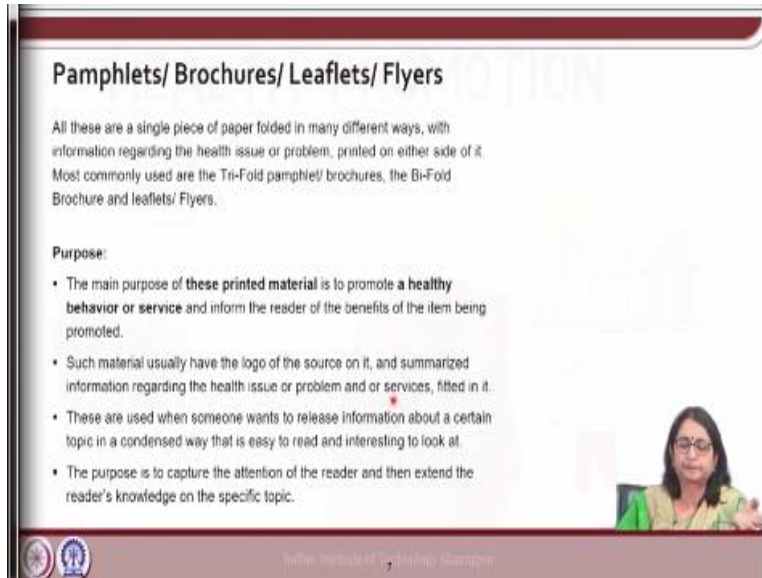 Pamphlets/ Brochures/ Leaflets/ Flyers
All these are a single piece of paper folded in many different ways, with
information regarding the health issue or problem, printed on either side of it.
Most commonly used are the Tri-Fold pamphlet/ brochures, the Bi-Fold
Brochure and leaflets/ Flyers.
Purpose:
• The main purpose of these printed material is to promote a healthy
behavior or service and inform the reader of the benefits of the item being
promoted.
• Such material usually have the logo of the source on it, and summarized
information regarding the health issue or problem and or services, fitted in it.
• These are used when someone wants to release information about a certain
topic in a condensed way that is easy to read and interesting to look at.
• The purpose is to capture the attention of the reader and then extend the
reader's knowledge on the specific topic.
Indian Institute of Technology Kharagpur
7